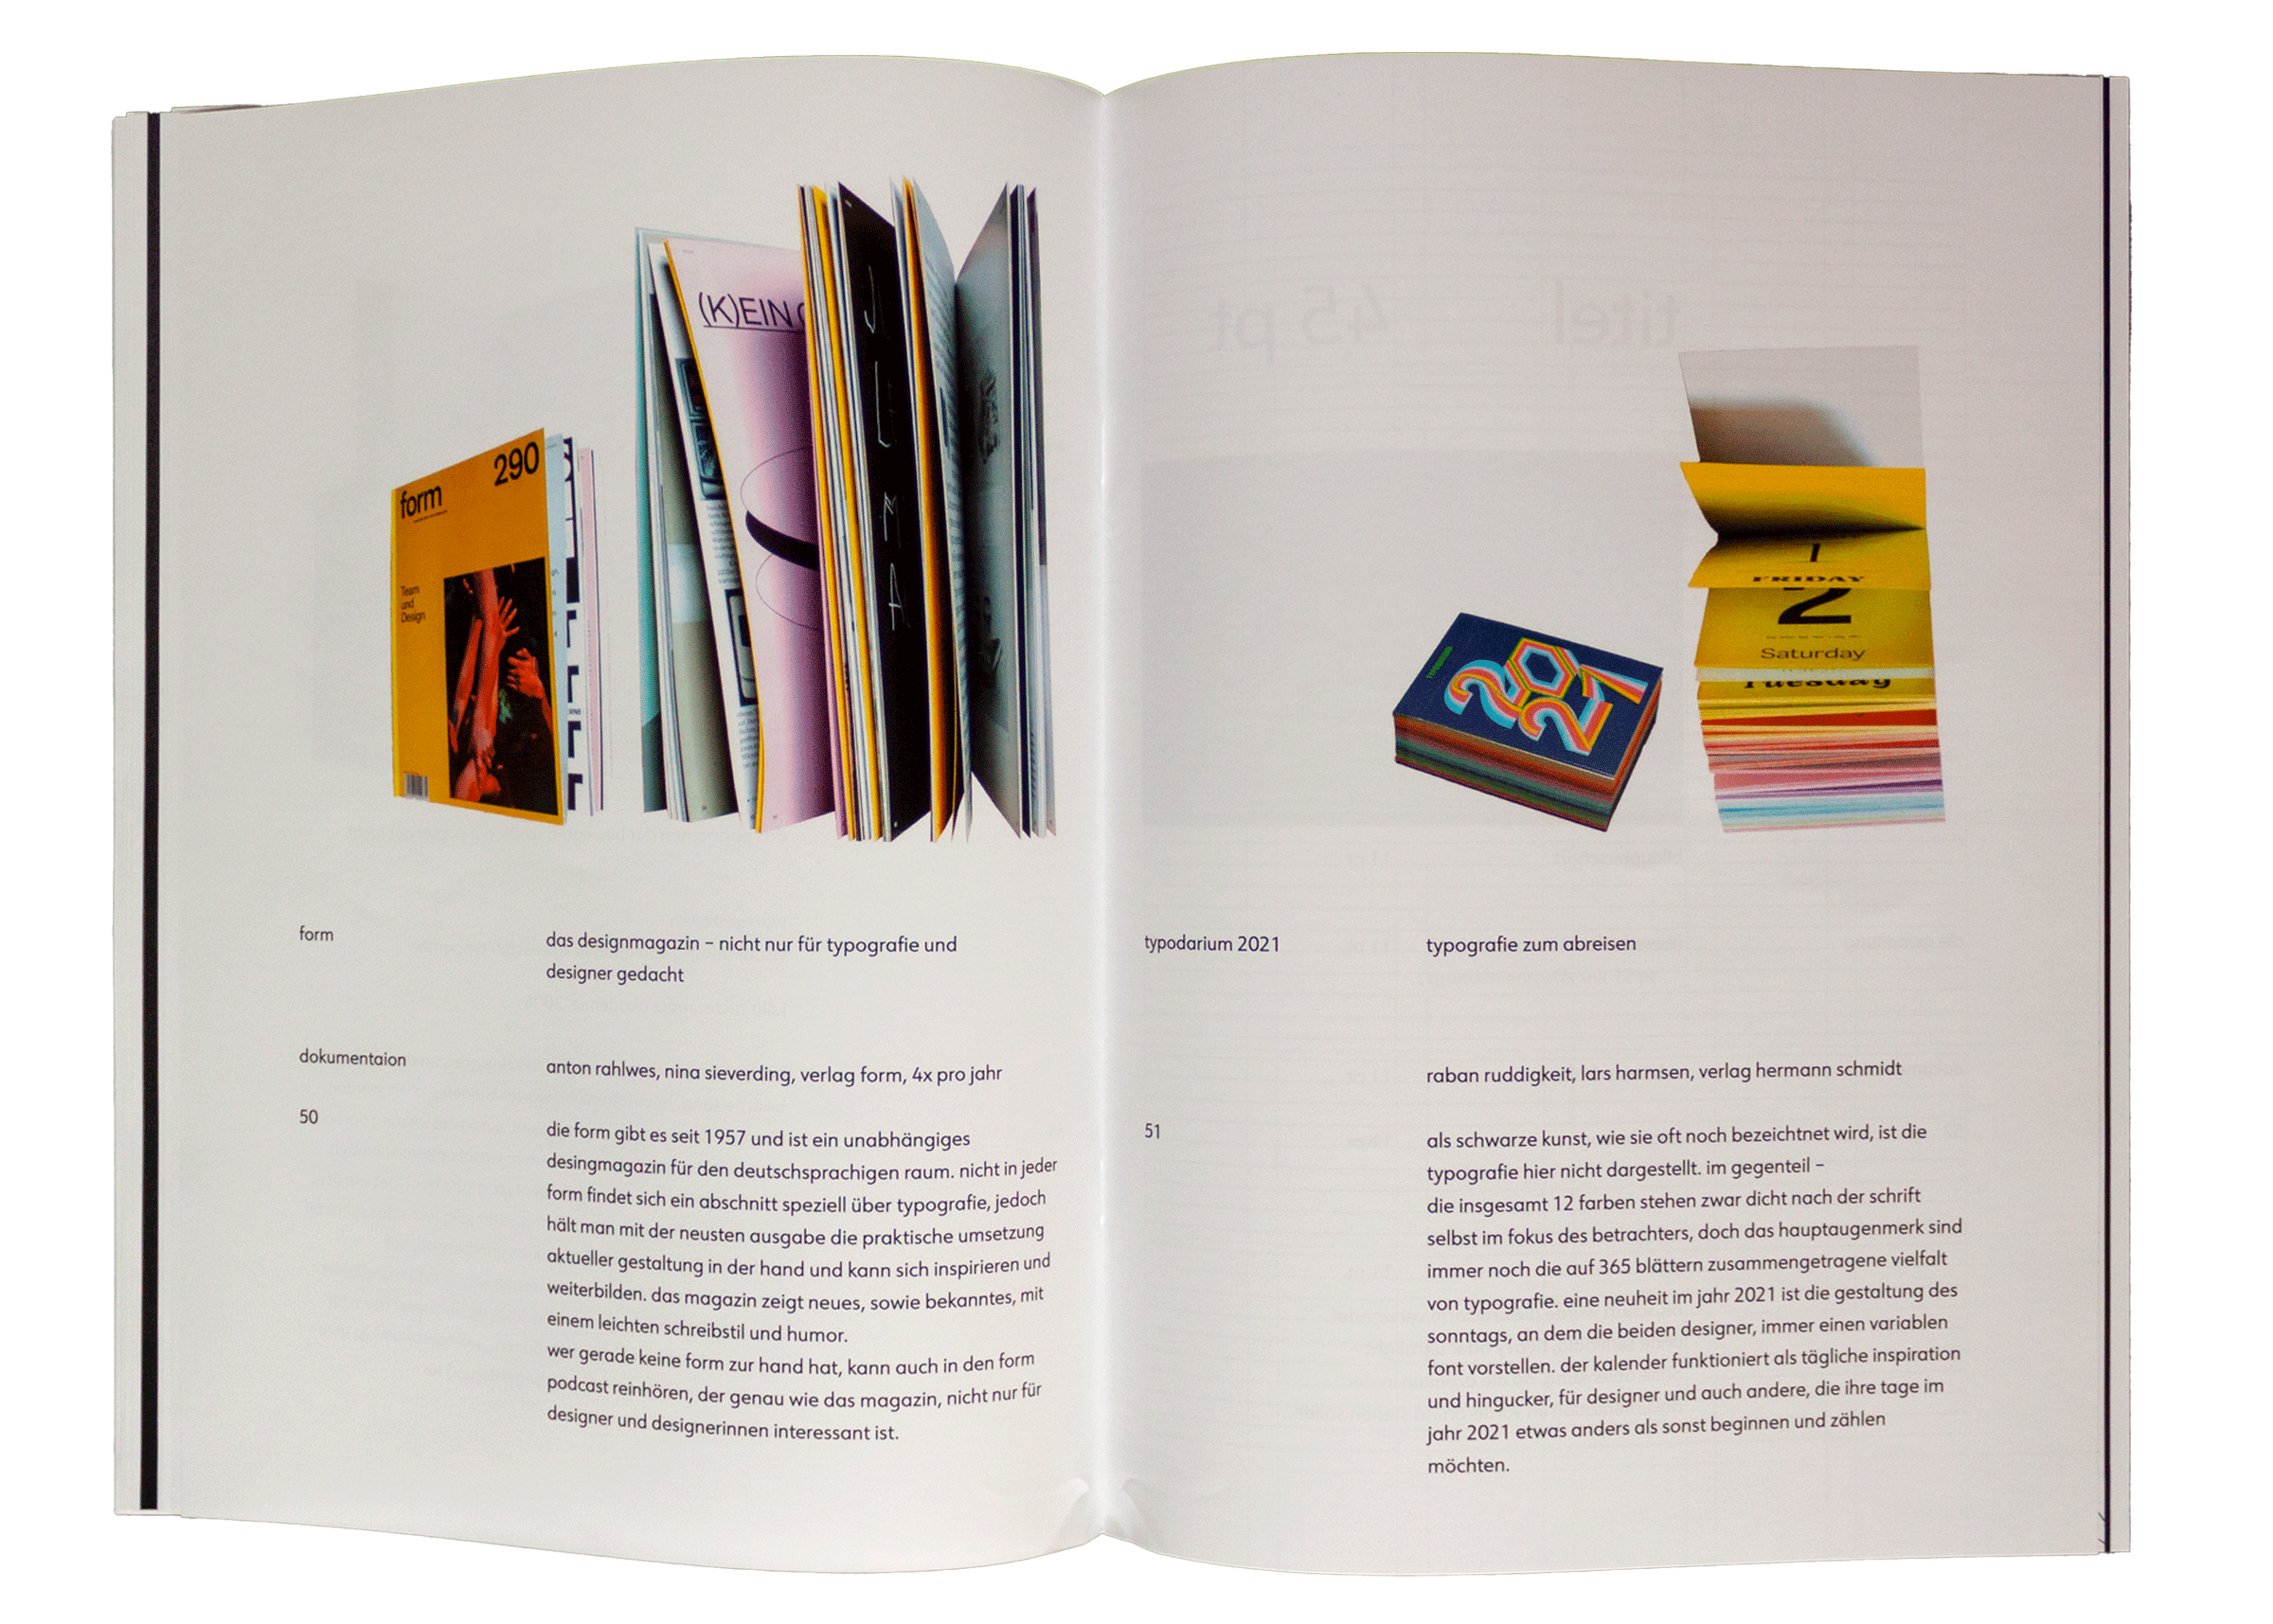 form
290
Team
und
Design
(K)EIN
J U L M A
form
das designmagazin – nicht nur für typografie und
designer gedacht
dokumentaion
anton rahlwes, nina sieverding, verlag form, 4x pro jahr
50
die form gibt es seit 1957 und ist ein unabhängiges
desingmagazin für den deutschsprachigen raum. nicht in jeder
form findet sich ein abschnitt speziell über typografie, jedoch
hält man mit der neusten ausgabe die praktische umsetzung
aktueller gestaltung in der hand und kann sich inspirieren und
weiterbilden. das magazin zeigt neues, sowie bekanntes, mit
einem leichten schreibstil und humor.
wer gerade keine form zur hand hat, kann auch in den form
podcast reinhören, der genau wie das magazin, nicht nur für
designer und designerinnen interessant ist.
titel 45 pt
2021
1
FRIDAY
2
Saturday
Tuesday
typodarium 2021
typografie zum abreisen
raban ruddigkeit, lars harmsen, verlag hermann schmidt
51
als schwarze kunst, wie sie oft noch bezeichtnet wird, ist die
typografie hier nicht dargestellt. im gegenteil –
die insgesamt 12 farben stehen zwar dicht nach der schrift
selbst im fokus des betrachters, doch das hauptaugenmerk sind
immer noch die auf 365 blättern zusammengetragene vielfalt
von typografie. eine neuheit im jahr 2021 ist die gestaltung des
sonntags, an dem die beiden designer, immer einen variablen
font vorstellen. der kalender funktioniert als tägliche inspiration
und hingucker, für designer und auch andere, die ihre tage im
jahr 2021 etwas anders als sonst beginnen und zählen
möchten.